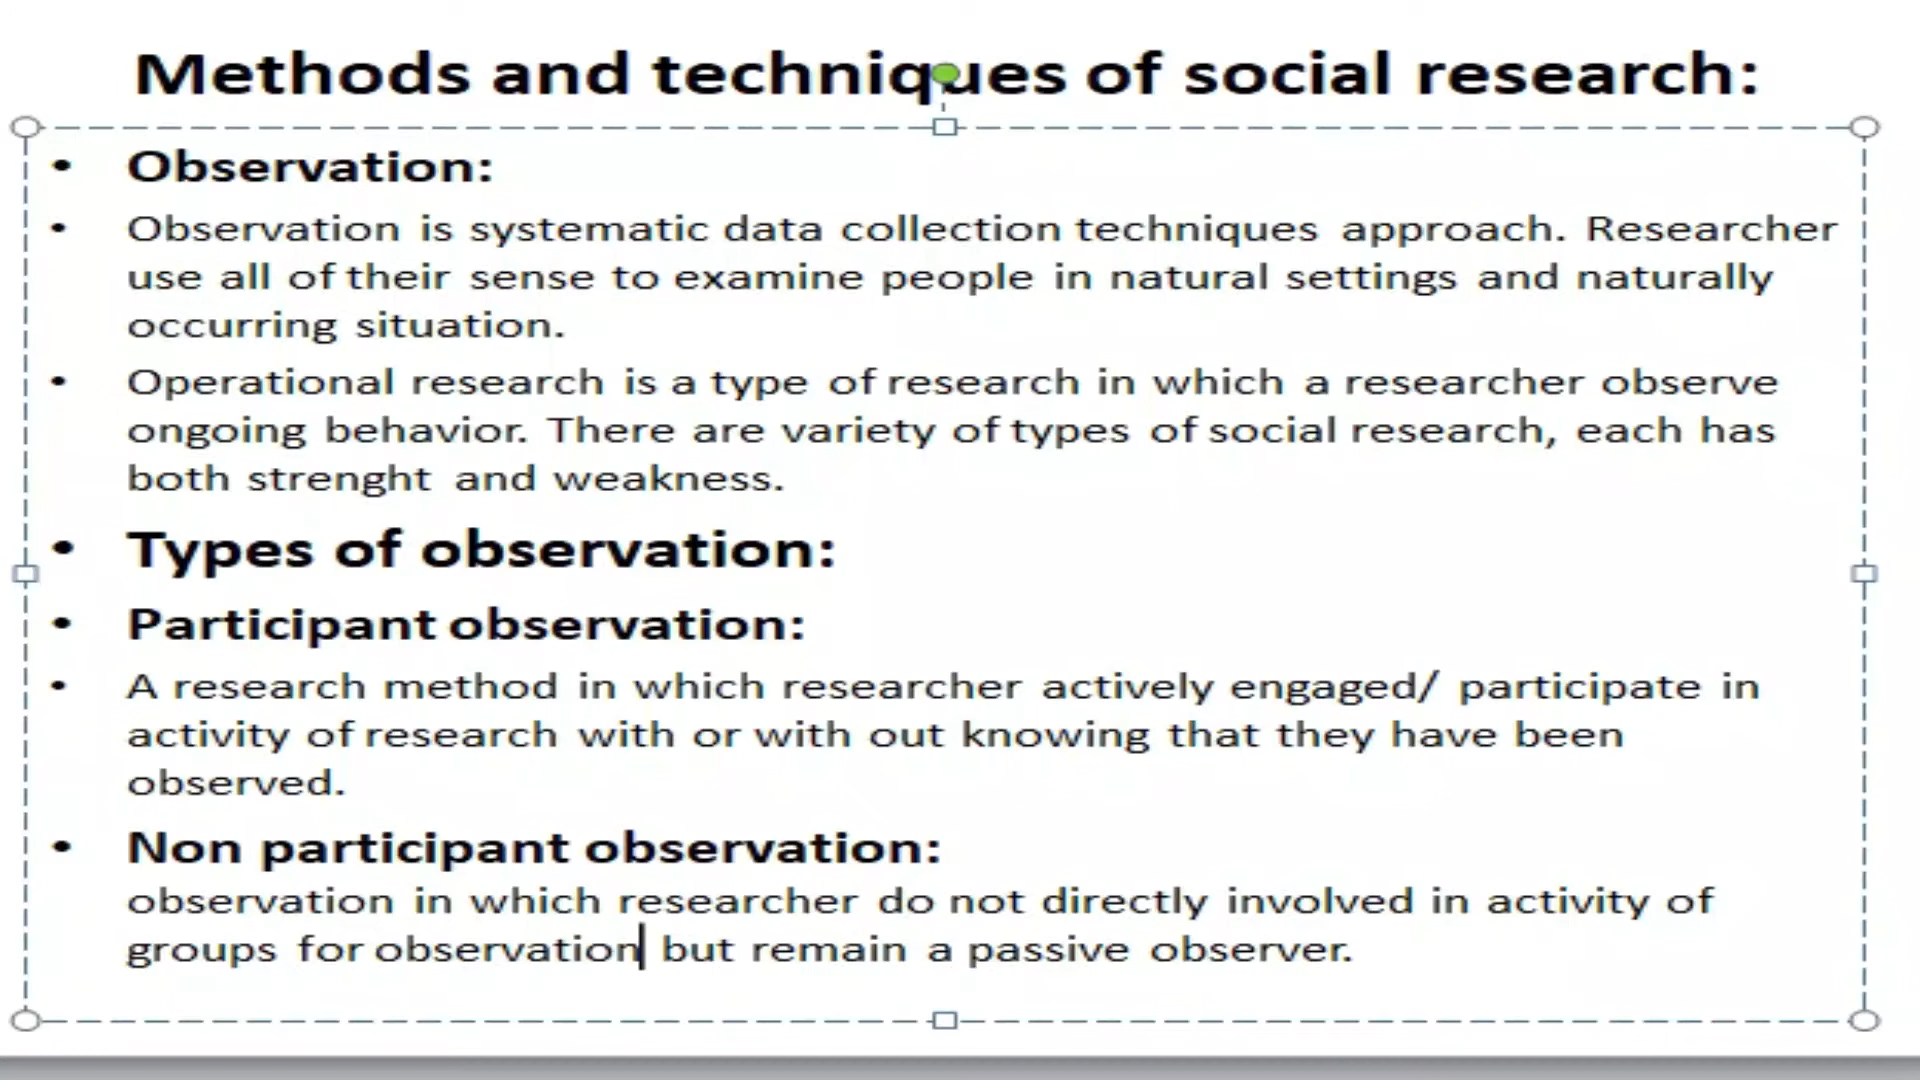 Methods and techniques of social research:
• Observation:
• Observation is systematic data collection techniques approach. Researcher
use all of their sense to examine people in natural settings and naturally
occurring situation.
• Operational research is a type of research in which a researcher observe
ongoing behavior. There are variety of types of social research, each has
both strenght and weakness.
• Types of observation:
• Participant observation:
• A research method in which researcher actively engaged/ participate in
activity of research with or with out knowing that they have been
observed.
• Non participant observation:
observation in which researcher do not directly involved in activity of
groups for observation but remain a passive observer.